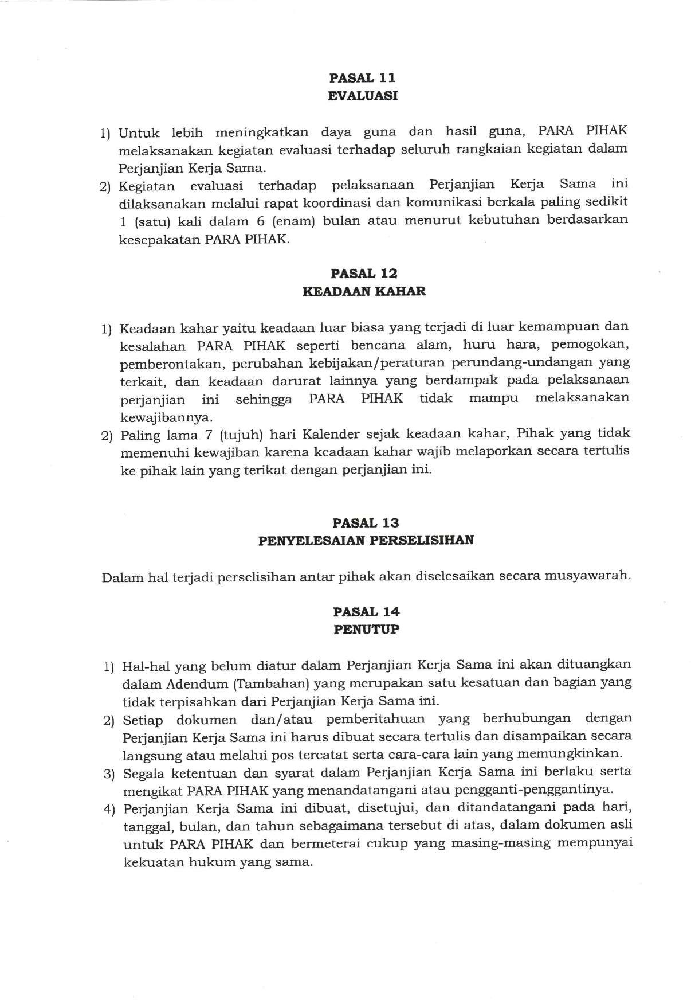 PASAL 11
EVALUASI
1) Untuk lebih meningkatkan daya guna dan hasil guna, PARA PIHAK
melaksanakan kegiatan evaluasi terhadap seluruh rangkaian kegiatan dalam
Perjanjian Kerja Sama.
2) Kegiatan evaluasi terhadap pelaksanaan Perjanjian Kerja Sama ini
dilaksanakan melalui rapat koordinasi dan komunikasi berkala paling sedikit
1 (satu) kali dalam 6 (enam) bulan atau menurut kebutuhan berdasarkan
kesepakatan PARA PIHAK.
PASAL 12
KEADAAN KAHAR
1) Keadaan kahar yaitu keadaan luar biasa yang terjadi di luar kemampuan dan
kesalahan PARA PIHAK seperti bencana alam, huru hara, pemogokan,
pemberontakan, perubahan kebijakan/peraturan perundang-undangan yang
terkait, dan keadaan darurat lainnya yang berdampak pada pelaksanaan
perjanjian ini sehingga PARA PIHAK tidak mampu melaksanakan
kewajibannya.
2) Paling lama 7 (tujuh) hari Kalender sejak keadaan kahar, Pihak yang tidak
memenuhi kewajiban karena keadaan kahar wajib melaporkan secara tertulis
ke pihak lain yang terikat dengan perjanjian ini.
PASAL 13
PENYELESAIAN PERSELISIHAN
Dalam hal terjadi perselisihan antar pihak akan diselesaikan secara musyawarah.
PASAL 14
PENUTUP
1) Hal-hal yang belum diatur dalam Perjanjian Kerja Sama ini akan dituangkan
dalam Adendum (Tambahan) yang merupakan satu kesatuan dan bagian yang
tidak terpisahkan dari Perjanjian Kerja Sama ini.
2) Setiap dokumen dan/atau pemberitahuan yang berhubungan dengan
Perjanjian Kerja Sama ini harus dibuat secara tertulis dan disampaikan secara
langsung atau melalui pos tercatat serta cara-cara lain yang memungkinkan.
3) Segala ketentuan dan syarat dalam Perjanjian Kerja Sama ini berlaku serta
mengikat PARA PIHAK yang menandatangani atau pengganti-penggantinya.
4) Perjanjian Kerja Sama ini dibuat, disetujui, dan ditandatangani pada hari,
tanggal, bulan, dan tahun sebagaimana tersebut di atas, dalam dokumen asli
untuk PARA PIHAK dan bermeterai cukup yang masing-masing mempunyai
kekuatan hukum yang sama.